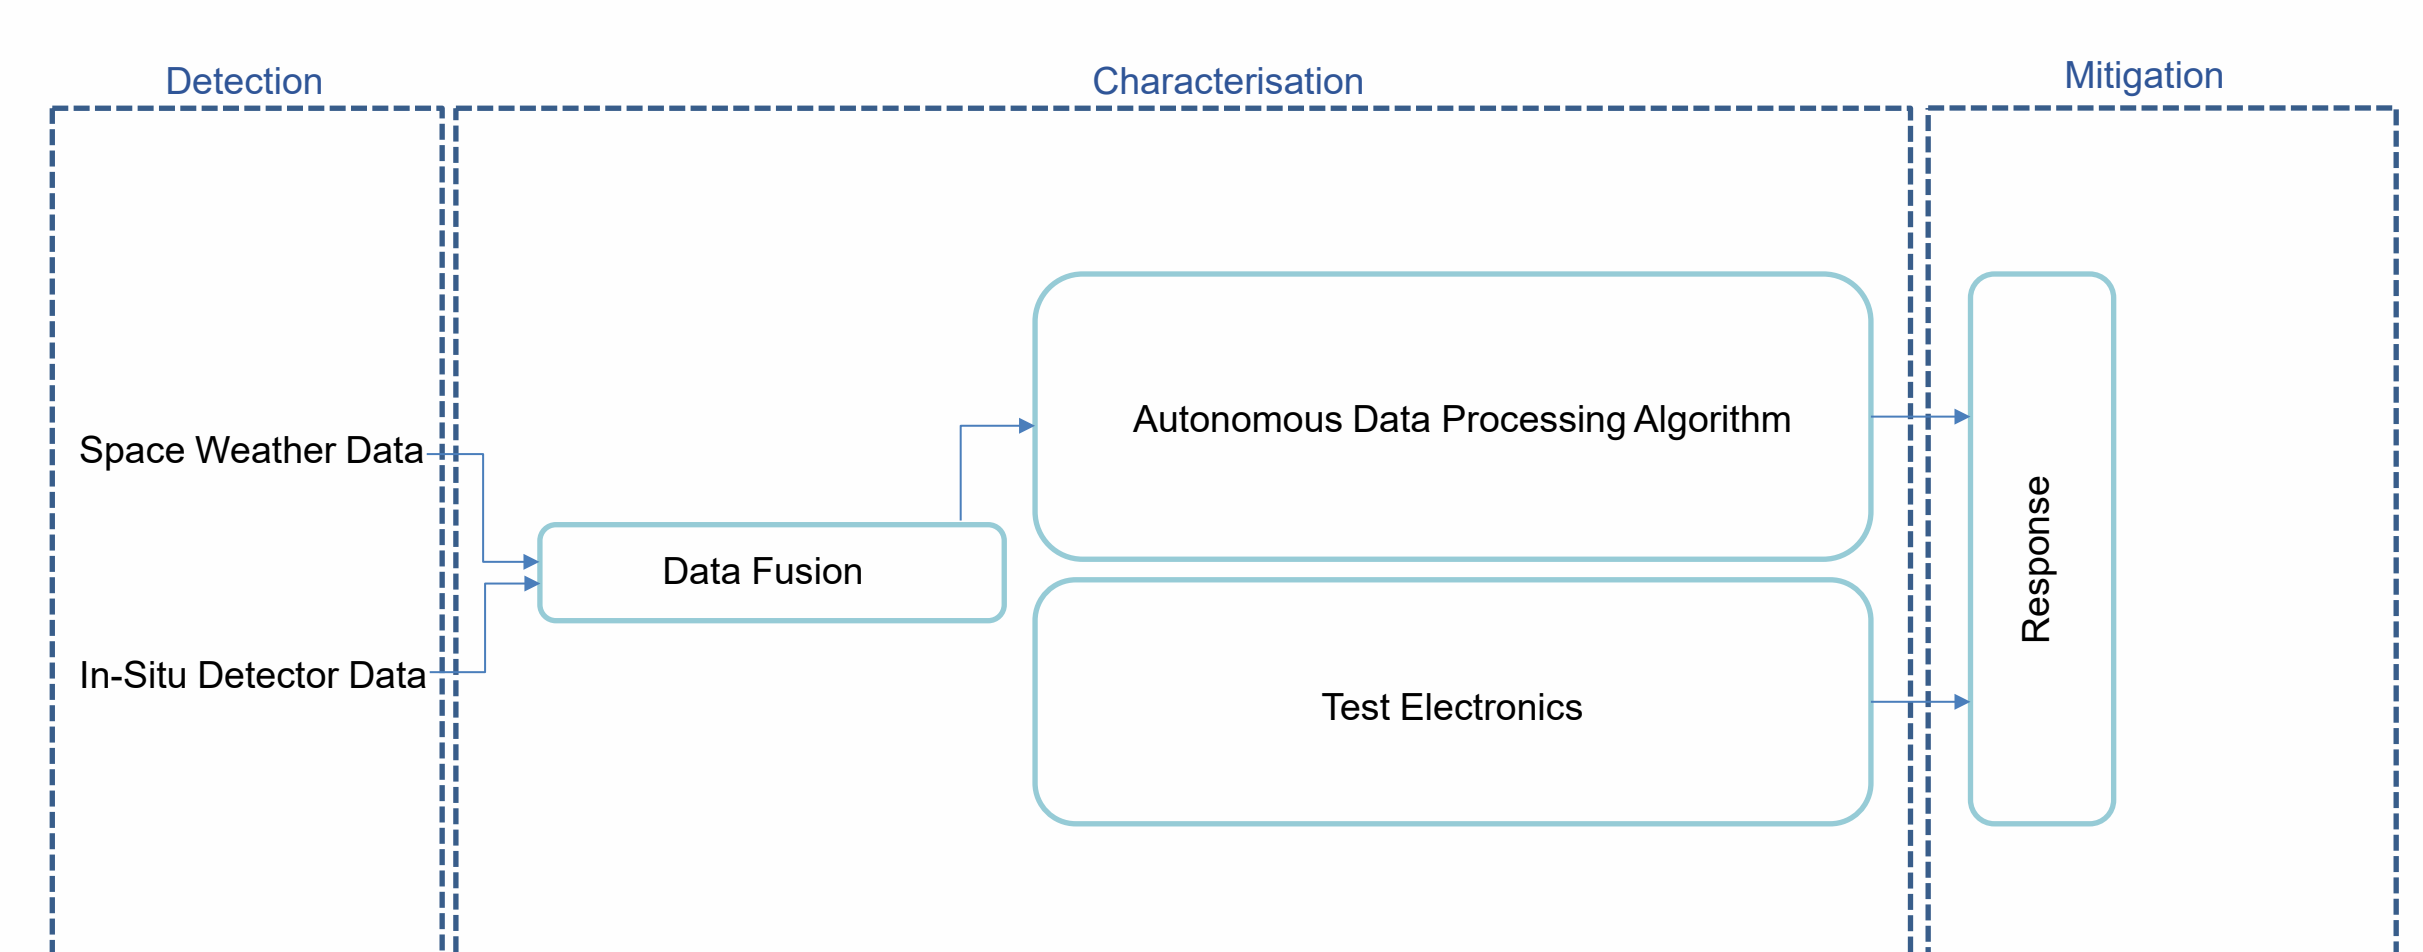 Detection
Characterisation
Mitigation
Space Weather Data
In-Situ Detector Data
Data Fusion
Autonomous Data Processing Algorithm
Test Electronics
Response